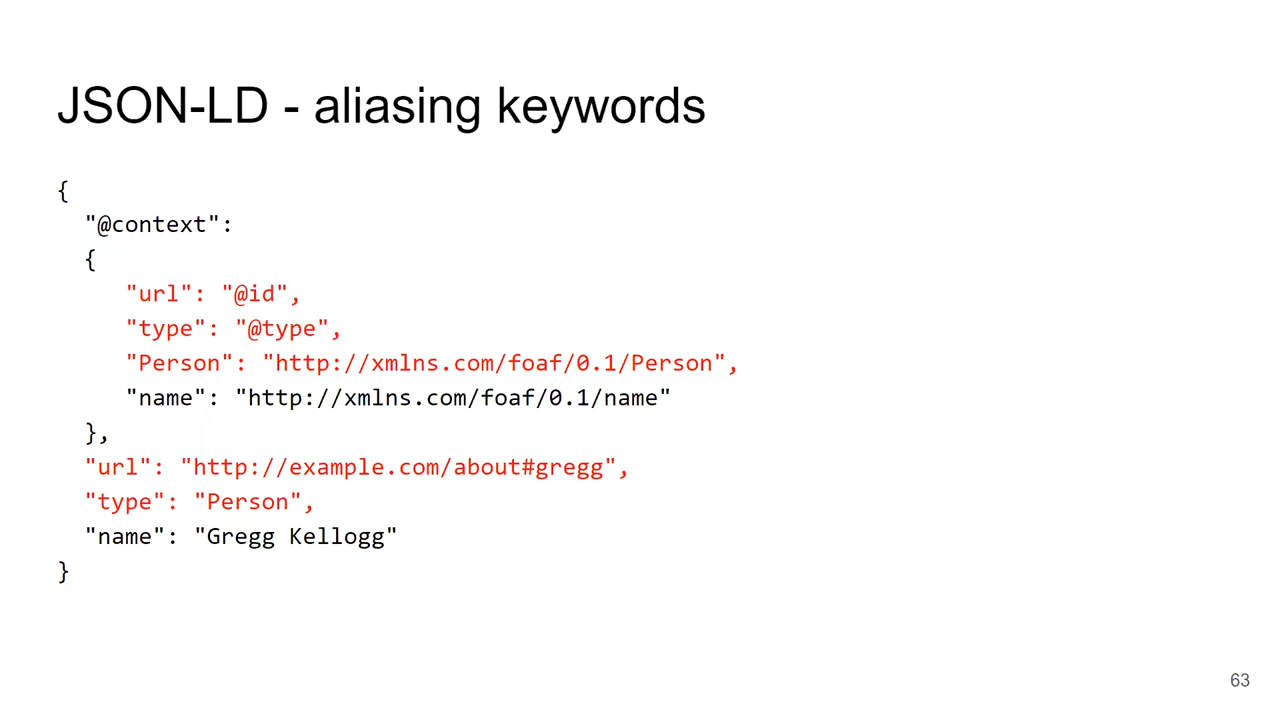 JSON-LD - aliasing keywords
{
"@context":
{
"url": "@id",
"type": "@type",
"Person": "http://xmlns.com/foaf/0.1/Person",
"name": "http://xmlns.com/foaf/0.1/name"
},
"url": "http://example.com/about#gregg",
"type": "Person",
"name": "Gregg Kellogg"
}
63